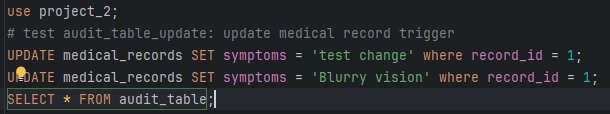 use project_2;
# test audit_table_update: update medical record trigger
UPDATE medical_records SET symptoms = 'test change' where record_id = 1;
UPDATE medical_records SET symptoms = 'Blurry vision' where record_id = 1;
SELECT * FROM audit_table;